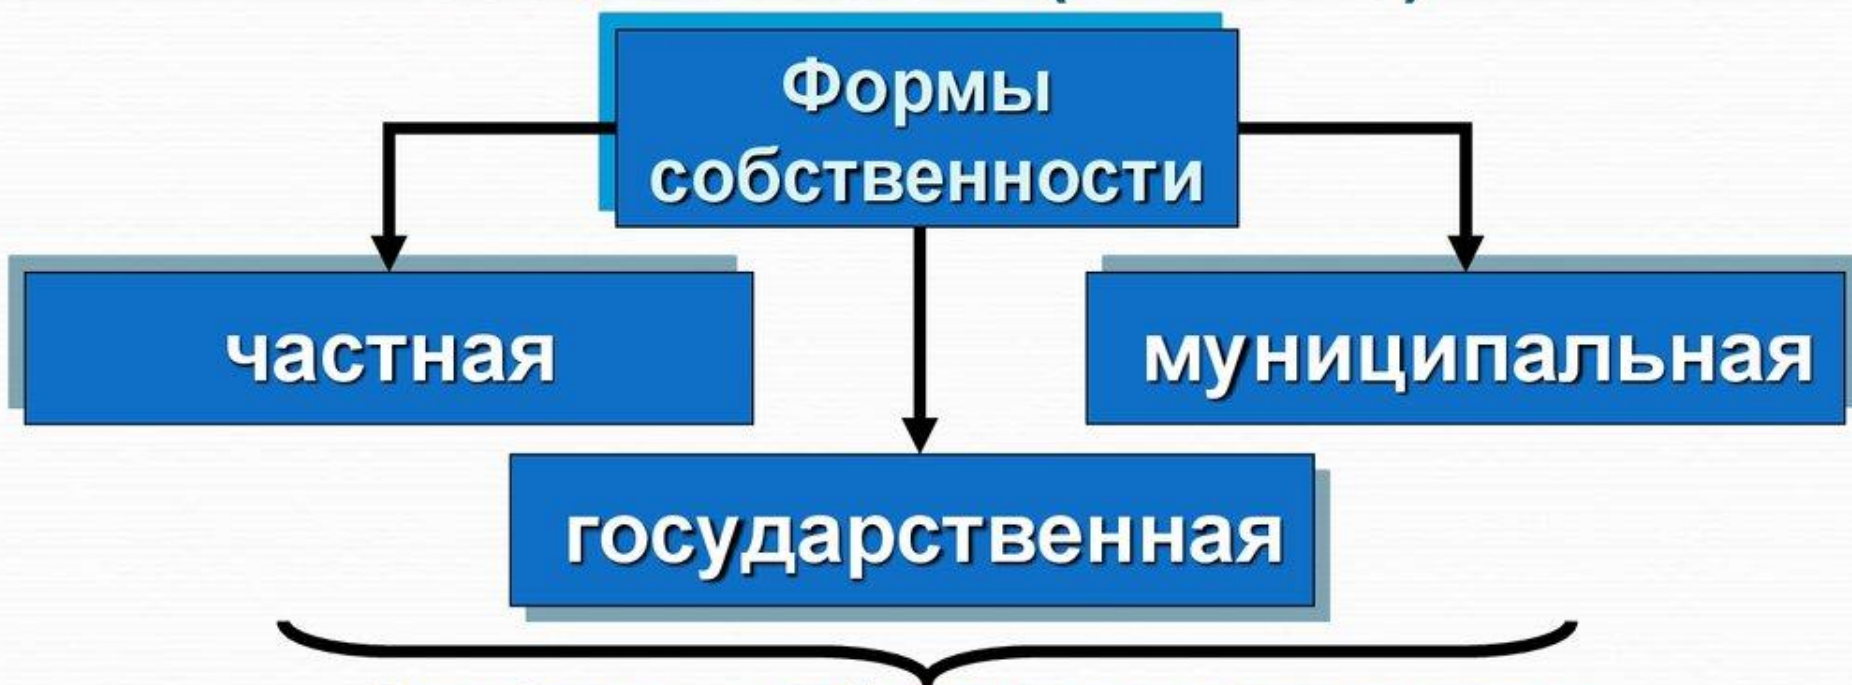 Формы
собственности
частная
муниципальная
государственная